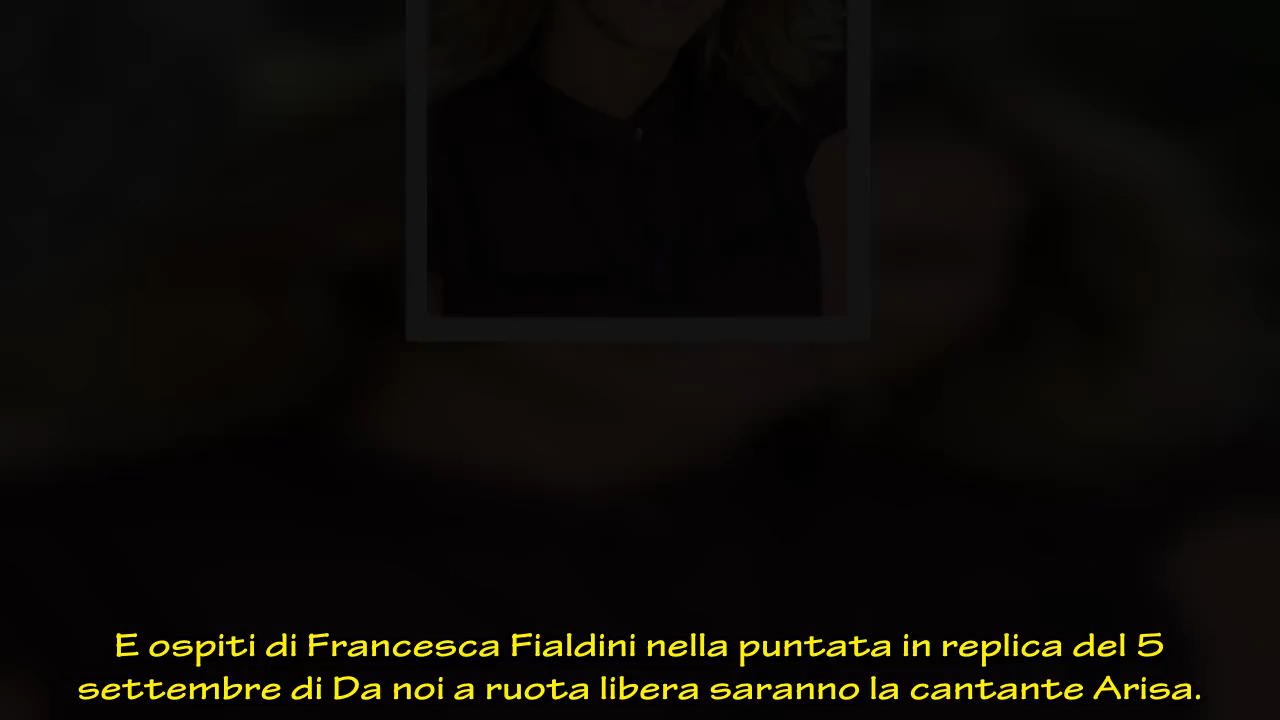 E ospiti di Francesca Fialdini nella puntata in replica del 5
settembre di Da noi a ruota libera saranno la cantante Arisa.